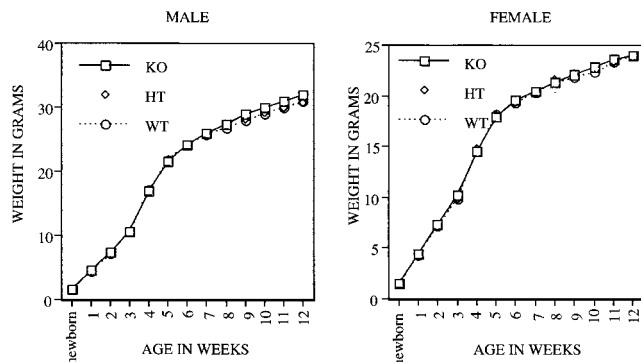 MALE
WEIGHT IN GRAMS
40
30
20
10
0
KO
HT
WT
newborn
1
2
3
4
5
6
7
8
9
10
11
12
AGE IN WEEKS
FEMALE
WEIGHT IN GRAMS
25
20
15
10
5
0
KO
HT
WT
newborn
1
2
3
4
5
6
7
8
9
10
11
12
AGE IN WEEKS